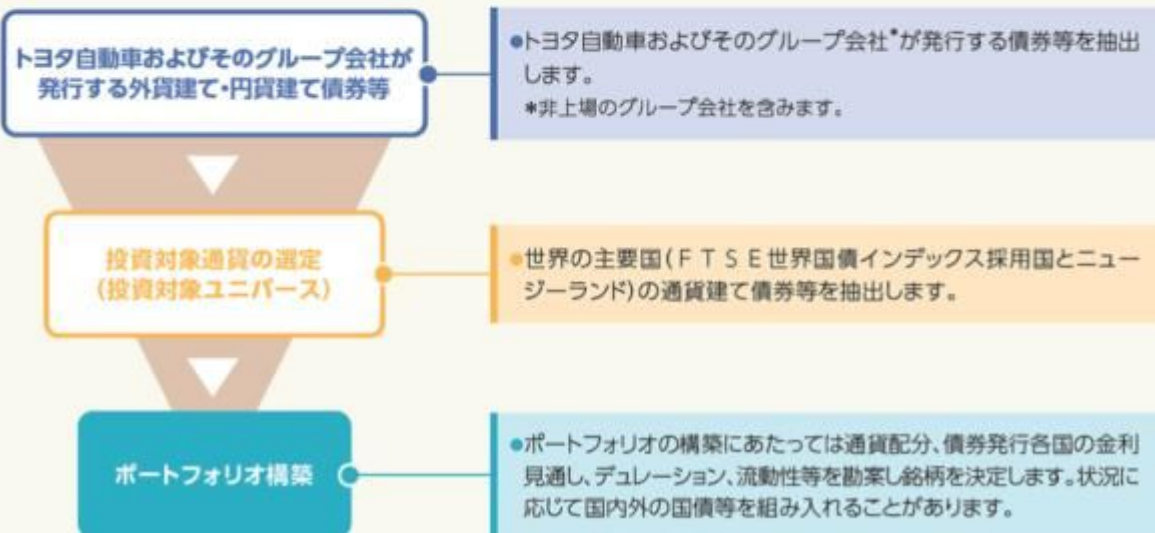 トヨタ自動車およびそのグループ会社が
発行する外貨建て・円貨建て債券等
●トヨタ自動車およびそのグループ会社*が発行する債券等を抽出
します。
*非上場のグループ会社を含みます。
投資対象通貨の選定
(投資対象ユニバース)
●世界の主要国(FTSE世界国債インデックス採用国とニュー
ジーランド)の通貨建て債券等を抽出します。
ポートフォリオ構築
●ポートフォリオの構築にあたっては通貨配分、債券発行各国の金利
見通し、デュレーション、流動性等を勘案し銘柄を決定します。状況に
応じて国内外の国債等を組み入れることがあります。